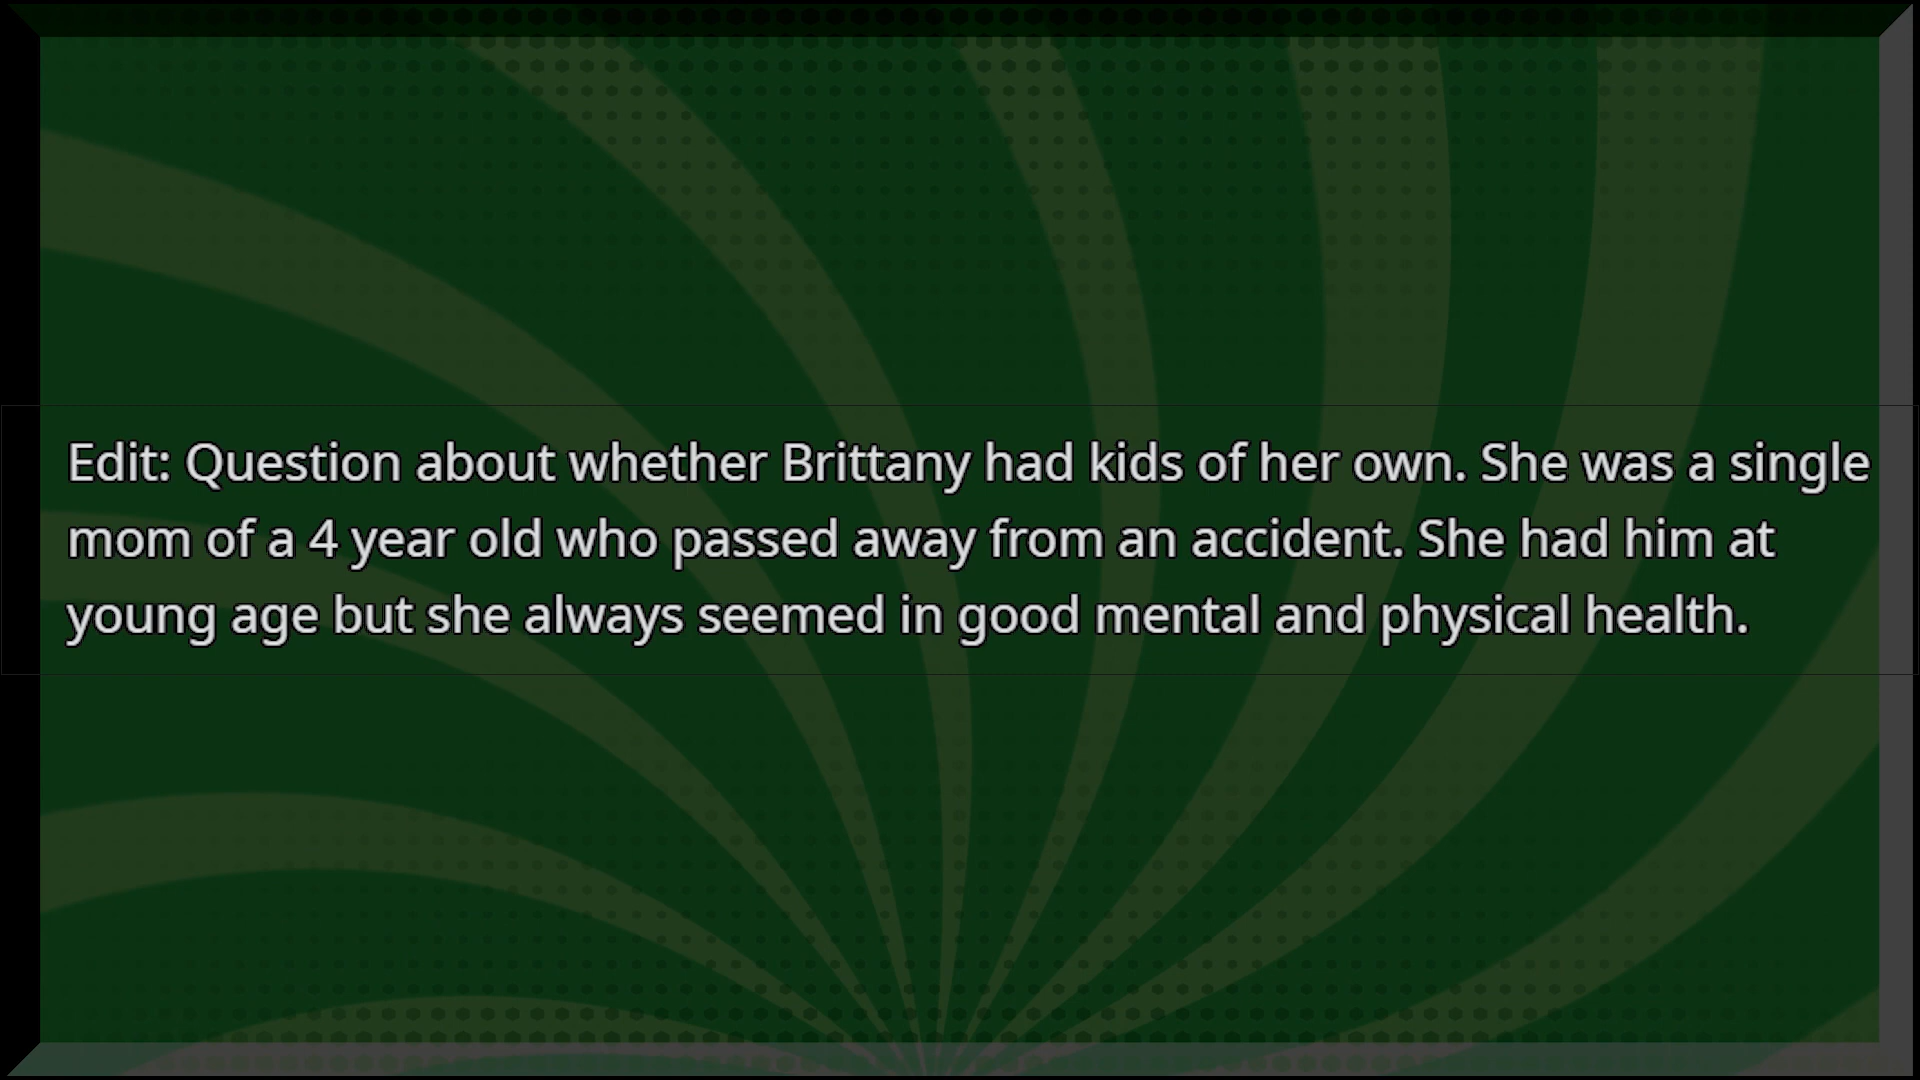 Edit: Question about whether Brittany had kids of her own. She was a single
mom of a 4 year old who passed away from an accident. She had him at
young age but she always seemed in good mental and physical health.